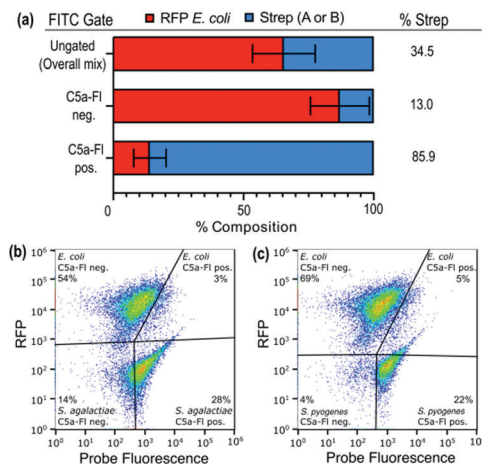 (a) FITC Gate RFP E. coli Strep (A or B) % Strep
Ungated
(Overall mix) 34.5
C5a-Fl
neg. 13.0
C5a-Fl
pos. 85.9
0 50 100
% Composition
(b)
E. coli
C5a-Fl neg.
54%
E. coli
C5a-Fl pos.
3%
14%
S. agalactiae
C5a-Fl neg.
28%
S. agalactiae
C5a-Fl pos.
RFP
10⁶
10⁵
10⁴
10³
10²
10¹
10⁰
10⁰ 10¹ 10² 10³ 10⁴ 10⁵ 10⁶
Probe Fluorescence
(c)
E. coli
C5a-Fl neg.
69%
E. coli
C5a-Fl pos.
5%
4%
S. pyogenes
C5a-Fl neg.
22%
S. pyogenes
C5a-Fl pos.
RFP
10⁶
10⁵
10⁴
10³
10²
10¹
10⁰
10⁰ 10¹ 10² 10³ 10⁴ 10⁵
Probe Fluorescence